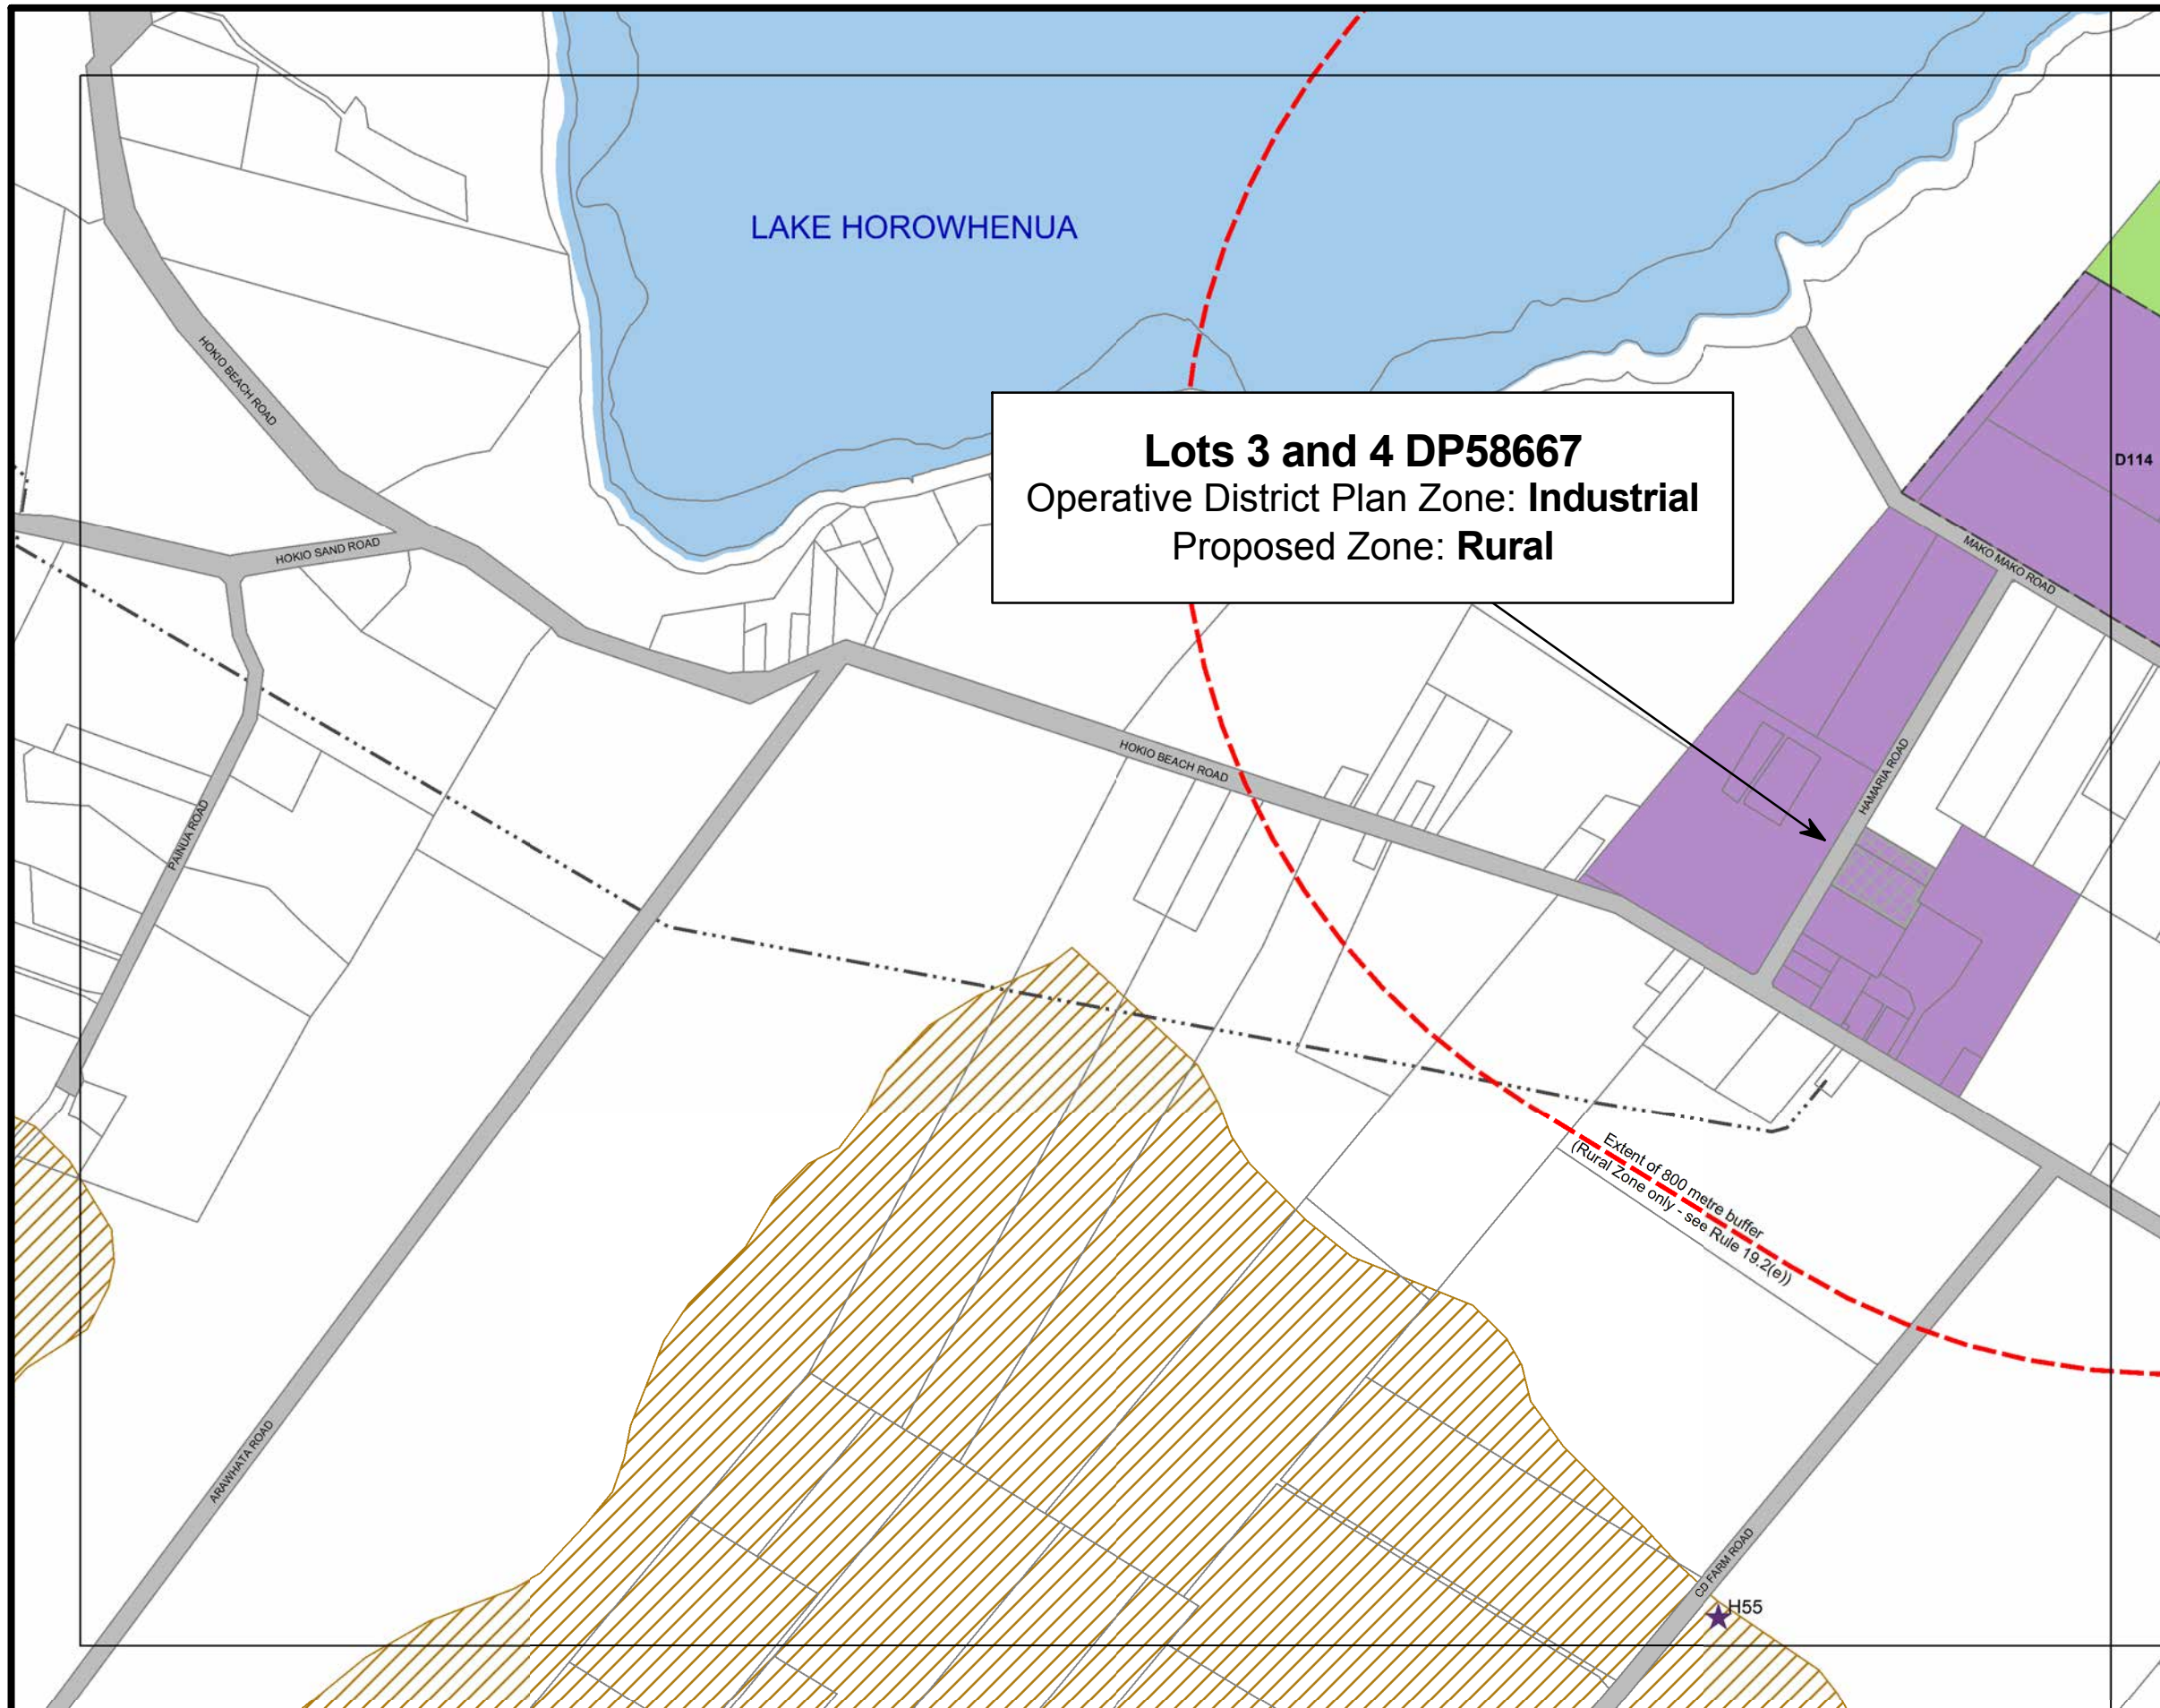 LAKE HOROWHENUA
HOKIO BEACH ROAD
Lots 3 and 4 DP58667
Operative District Plan Zone: Industrial
Proposed Zone: Rural
D114
HOKIO SAND ROAD
MAKO MAKO ROAD
HOKIO BEACH ROAD
HAMARIA ROAD
PAINUA ROAD
Extent of 800 metre buffer
(Rural Zone only - see Rule 19.2(e))
ARAWHATA ROAD
CD FARM ROAD
H55